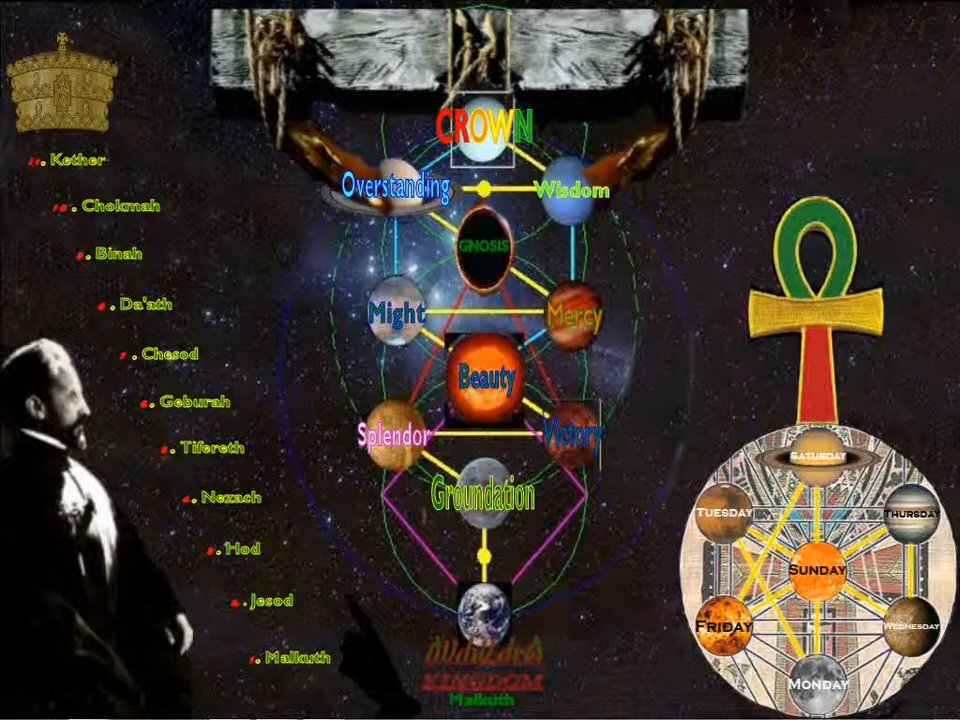 CROWN
Kether
Overstanding
Wisdom
Chokmah
GNOSIS
Binah
Da'ath
Might
Mercy
Chesod
Beauty
Geburah
Splendor
Victory
Tifereth
SATURDAY
Groundation
Nezach
TUESDAY
THURSDAY
Hod
SUNDAY
Jesod
FRIDAY
WEDNESDAY
Malkuth
KINGDOM
MONDAY
Malkuth